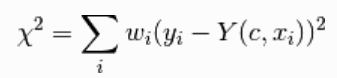 χ² = ∑ᵢ wᵢ(yᵢ − Y(c, xᵢ))²